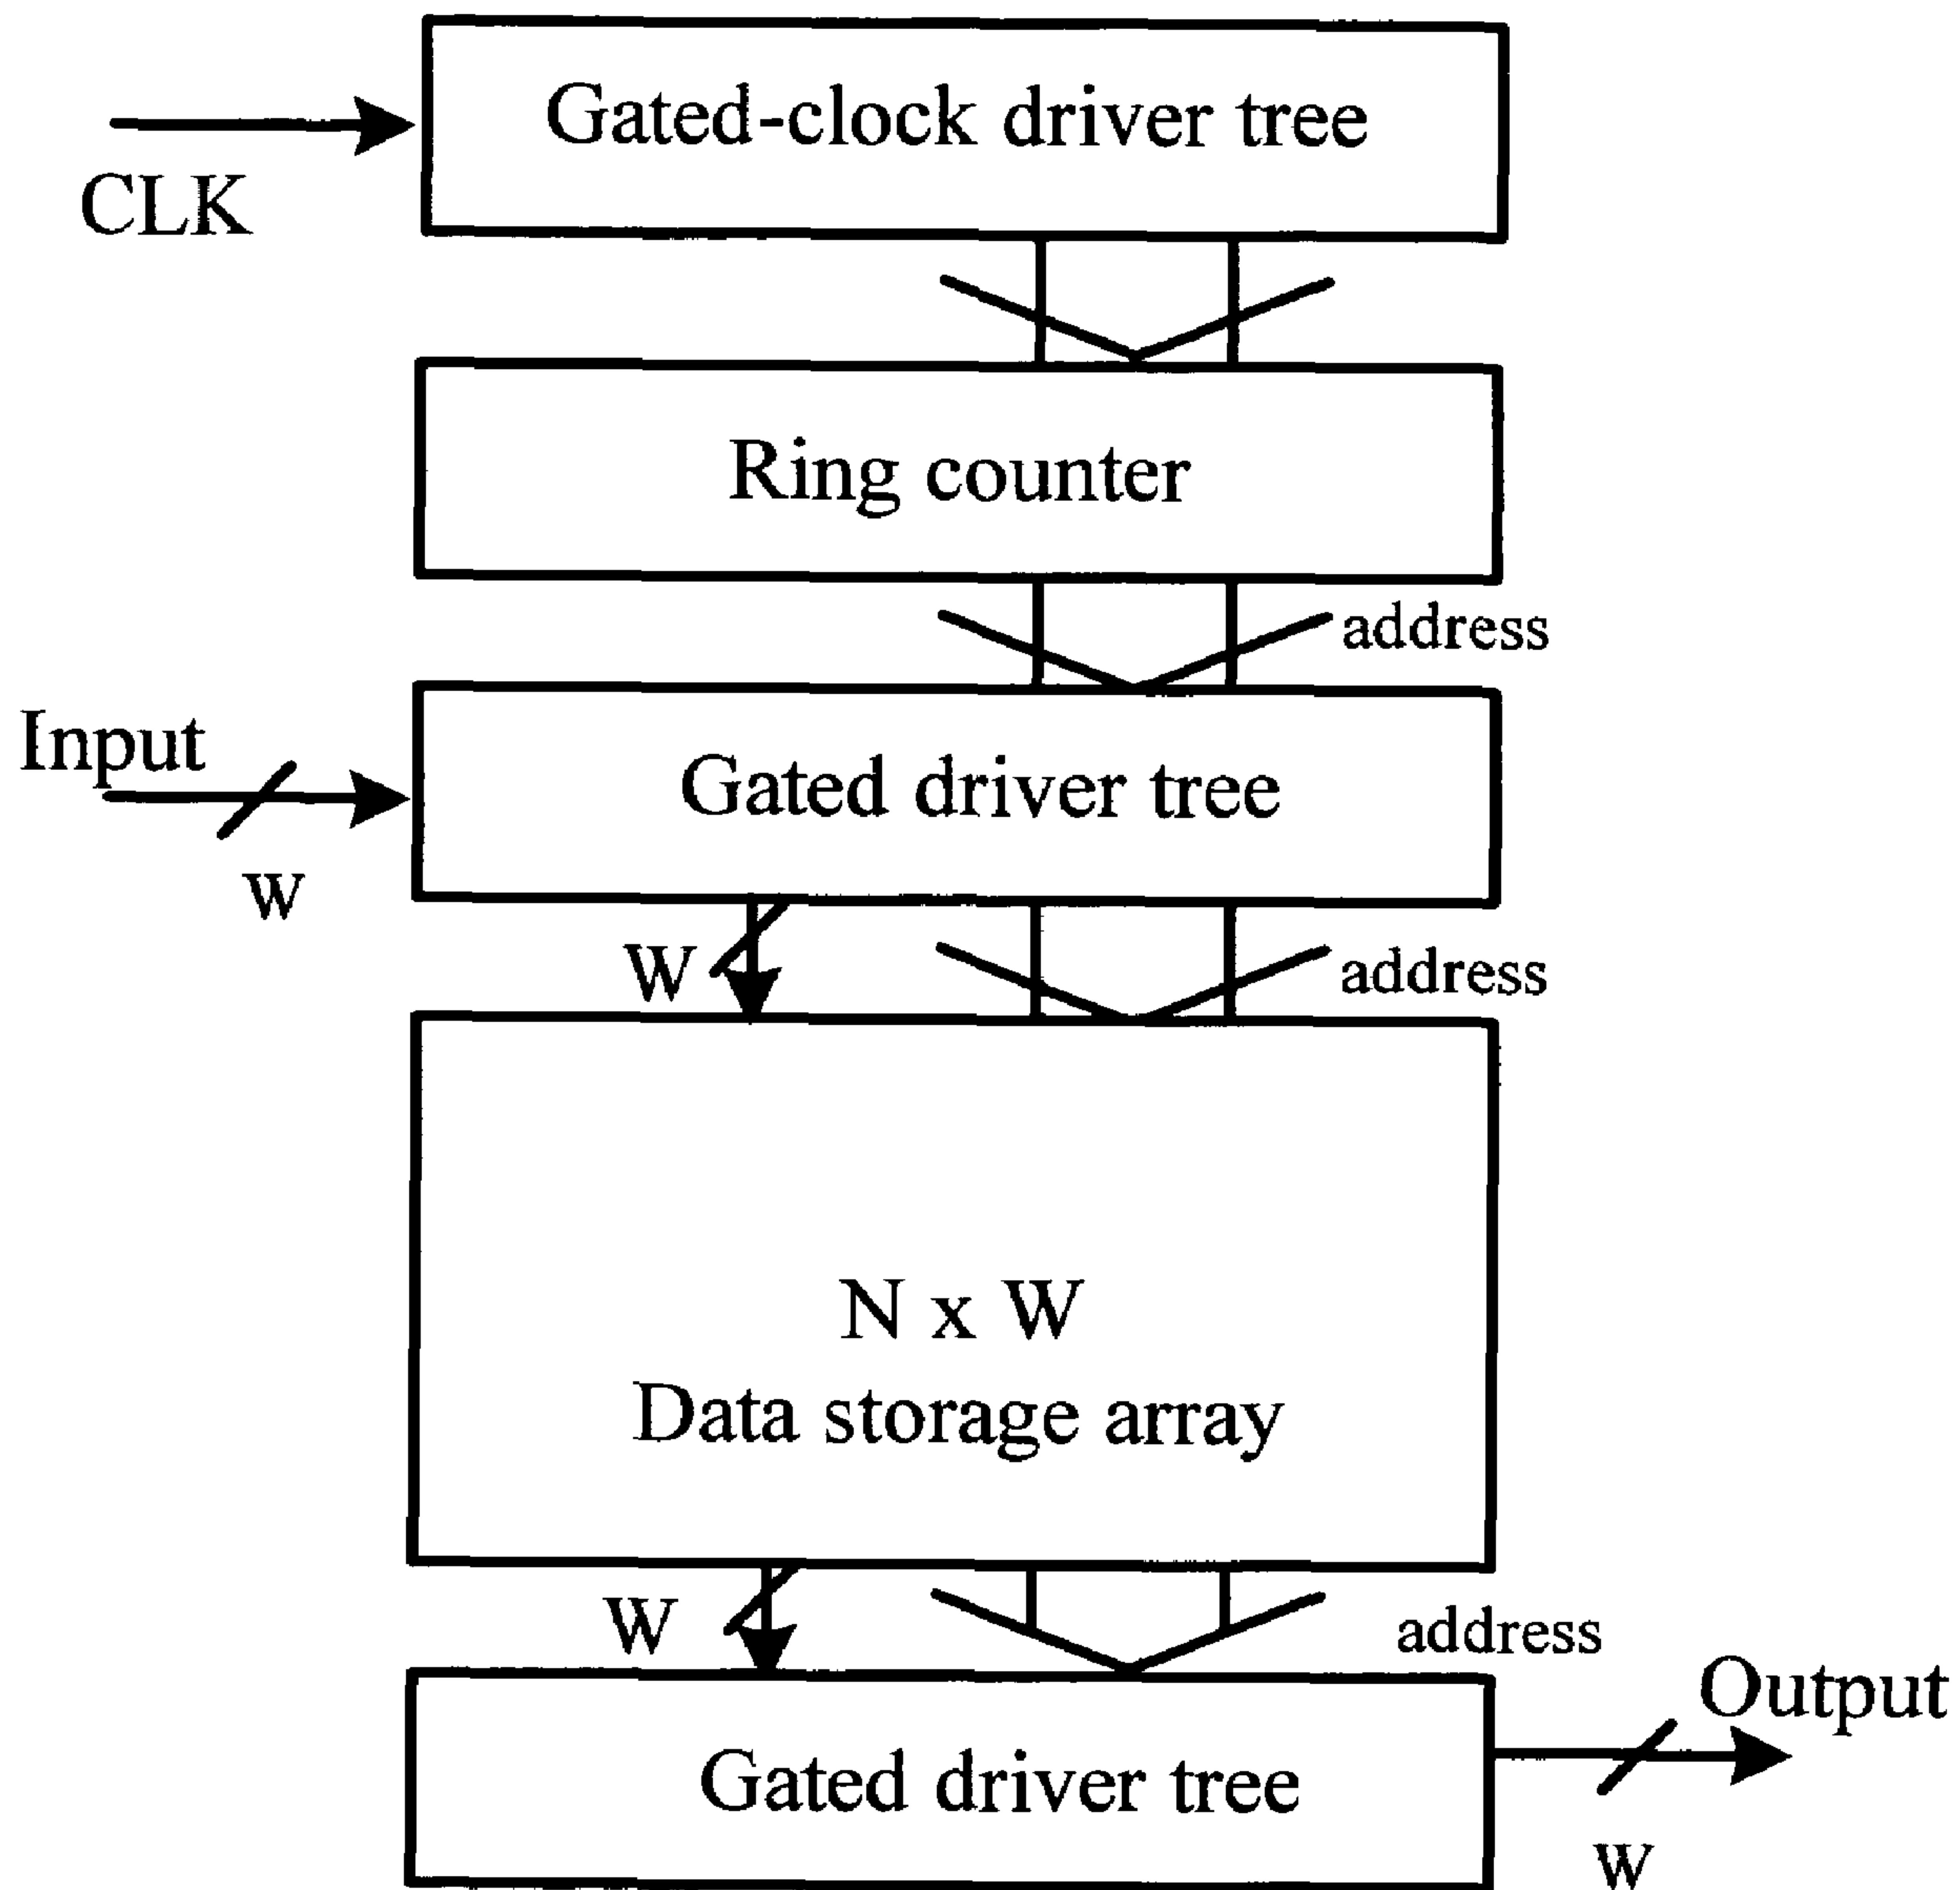 Gated-clock driver tree
CLK
Ring counter
address
Input
Gated driver tree
W
W
address
N x W
Data storage array
W
address
Output
Gated driver tree
W